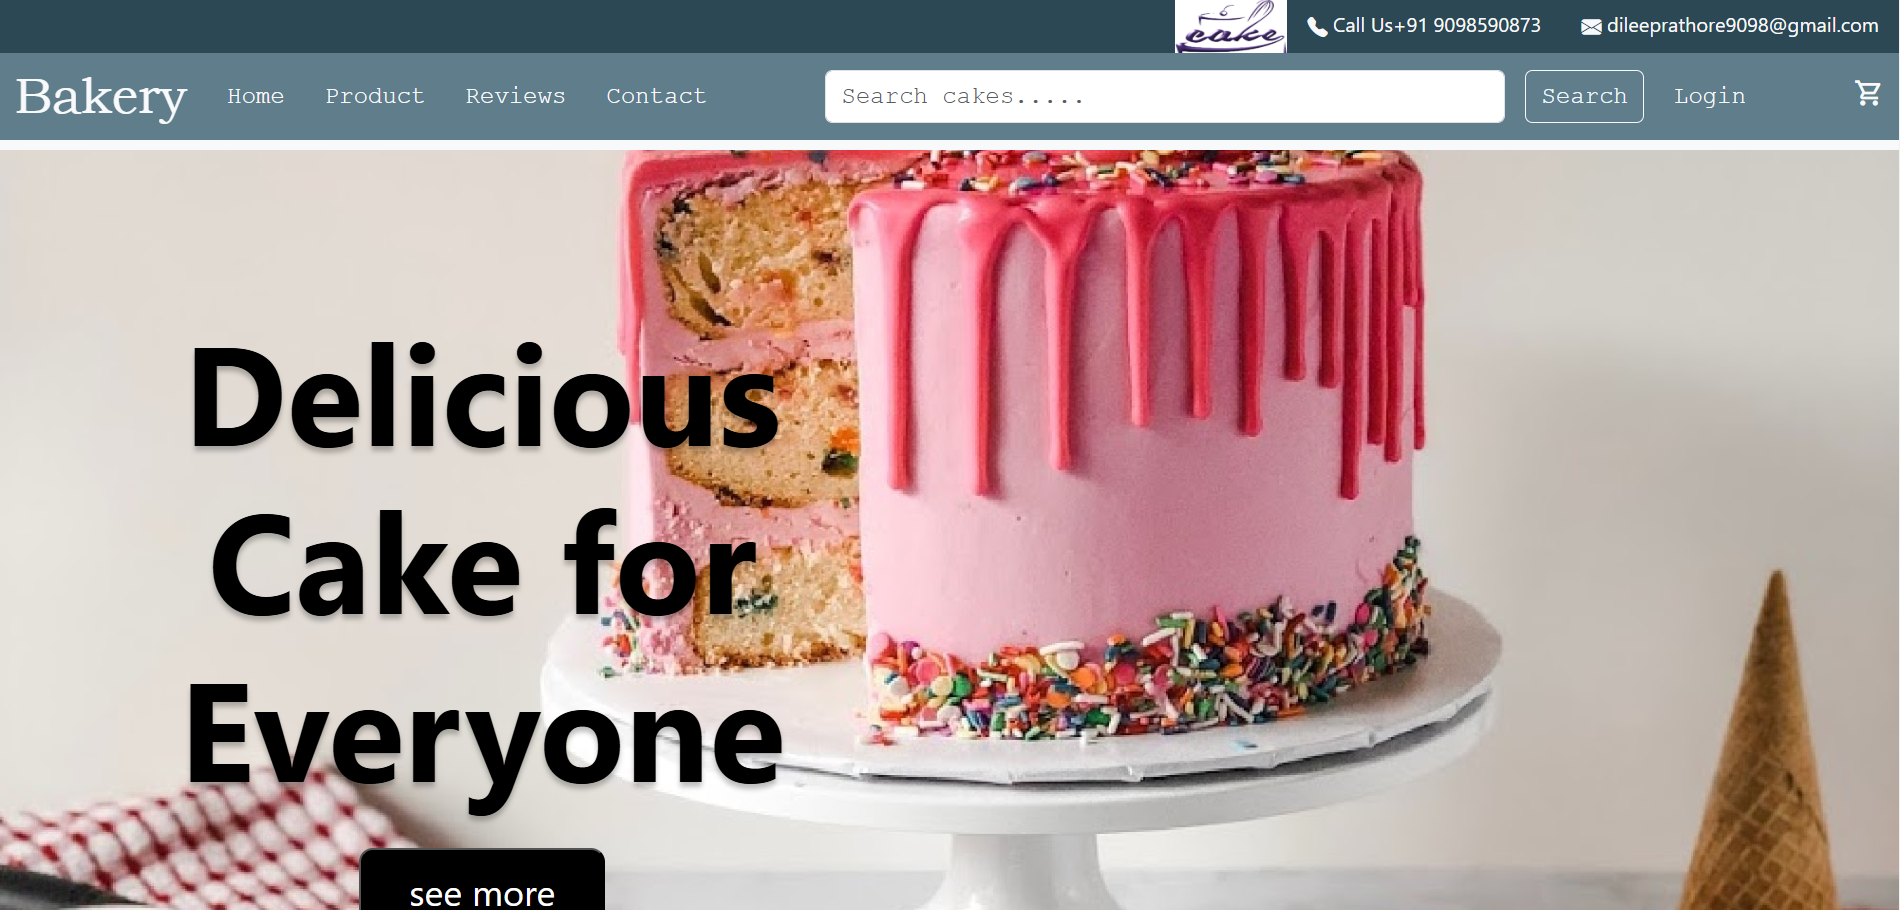 cake
Call Us+91 9098590873
dileeprathore9098@gmail.com
Bakery
Home
Product
Reviews
Contact
Search cakes.....
Search
Login
Delicious
Cake for
Everyone
see more